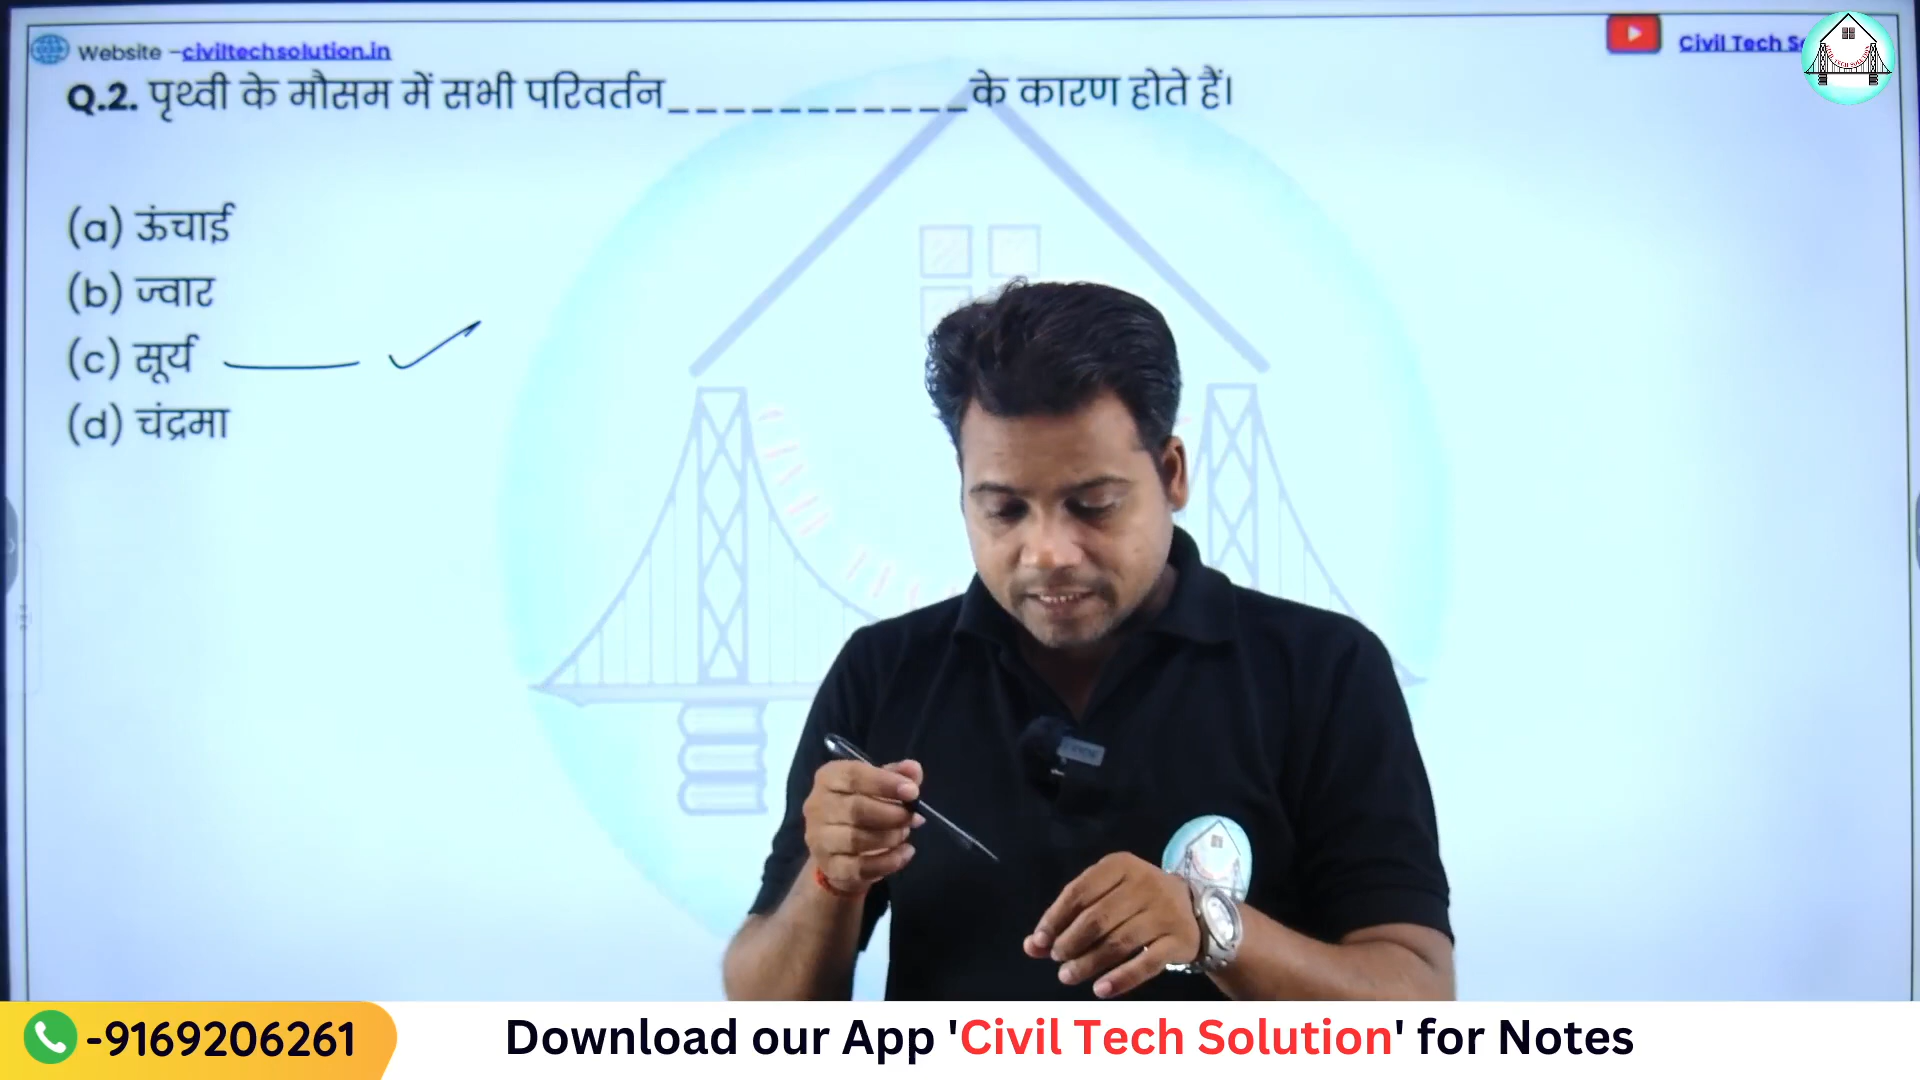 Website –civiltechsolution.in
Civil Tech S
Q.2. पृथ्वी के मौसम में सभी परिवर्तन___________के कारण होते हैं।
(a) ऊंचाई
(b) ज्वार
(c) सूर्य
(d) चंद्रमा
-9169206261
Download our App 'Civil Tech Solution' for Notes